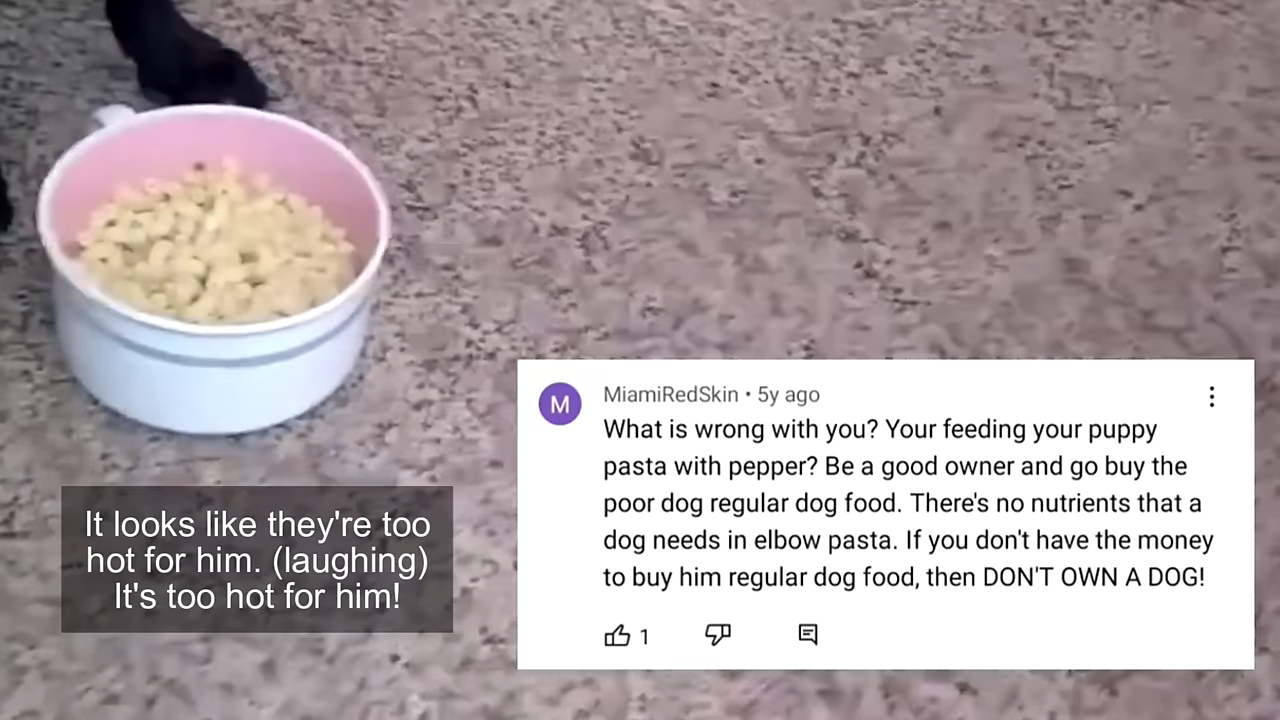 It looks like they're too
hot for him. (laughing)
It's too hot for him!
M
MiamiRedSkin • 5y ago
What is wrong with you? Your feeding your puppy
pasta with pepper? Be a good owner and go buy the
poor dog regular dog food. There's no nutrients that a
dog needs in elbow pasta. If you don't have the money
to buy him regular dog food, then DON'T OWN A DOG!
1